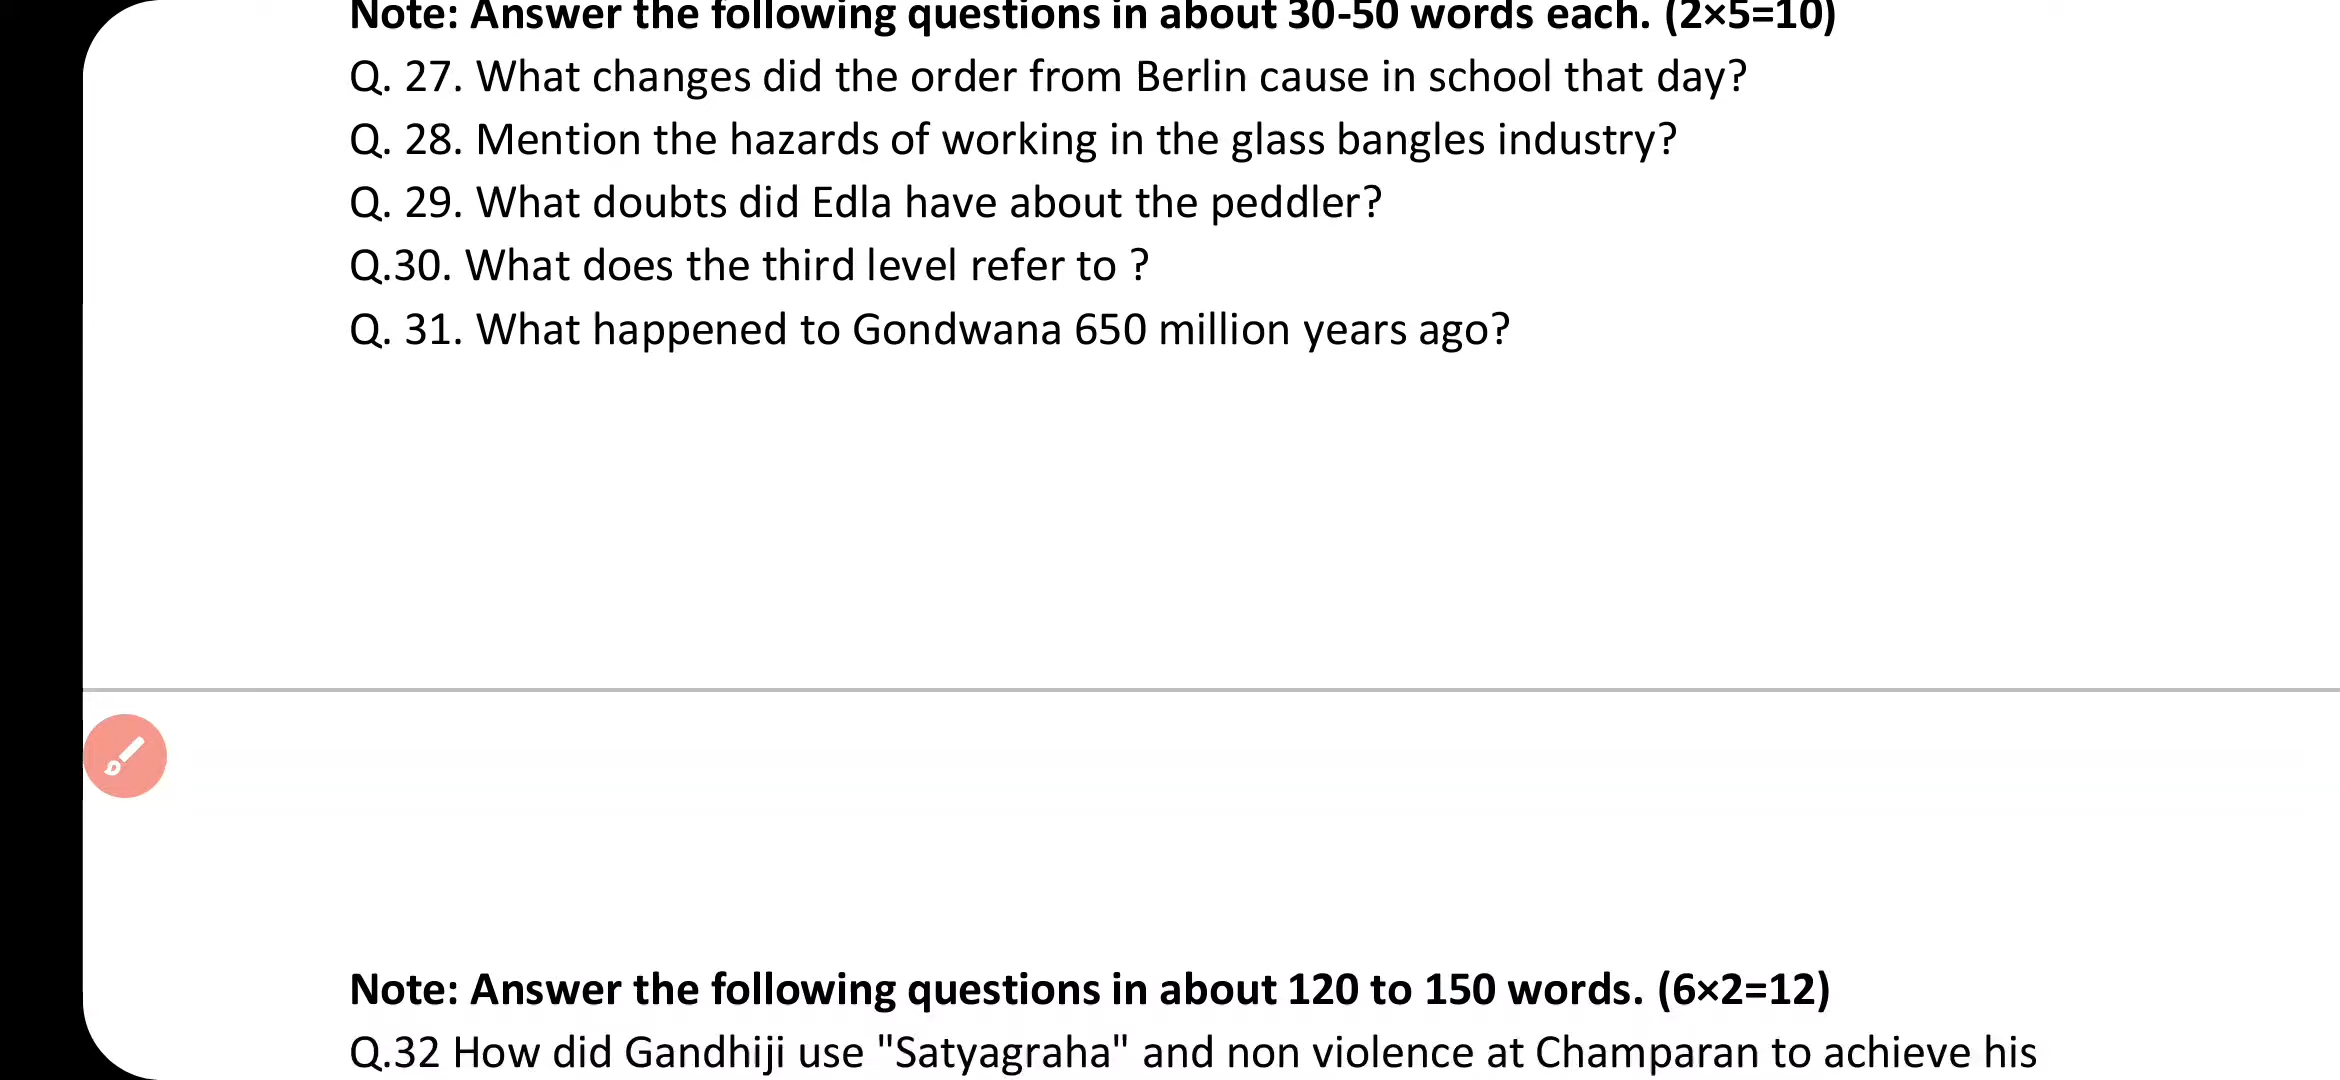 Note: Answer the following questions in about 30-50 words each. (2×5=10)
Q. 27. What changes did the order from Berlin cause in school that day?
Q. 28. Mention the hazards of working in the glass bangles industry?
Q. 29. What doubts did Edla have about the peddler?
Q.30. What does the third level refer to ?
Q. 31. What happened to Gondwana 650 million years ago?
Note: Answer the following questions in about 120 to 150 words. (6×2=12)
Q.32 How did Gandhiji use "Satyagraha" and non violence at Champaran to achieve his